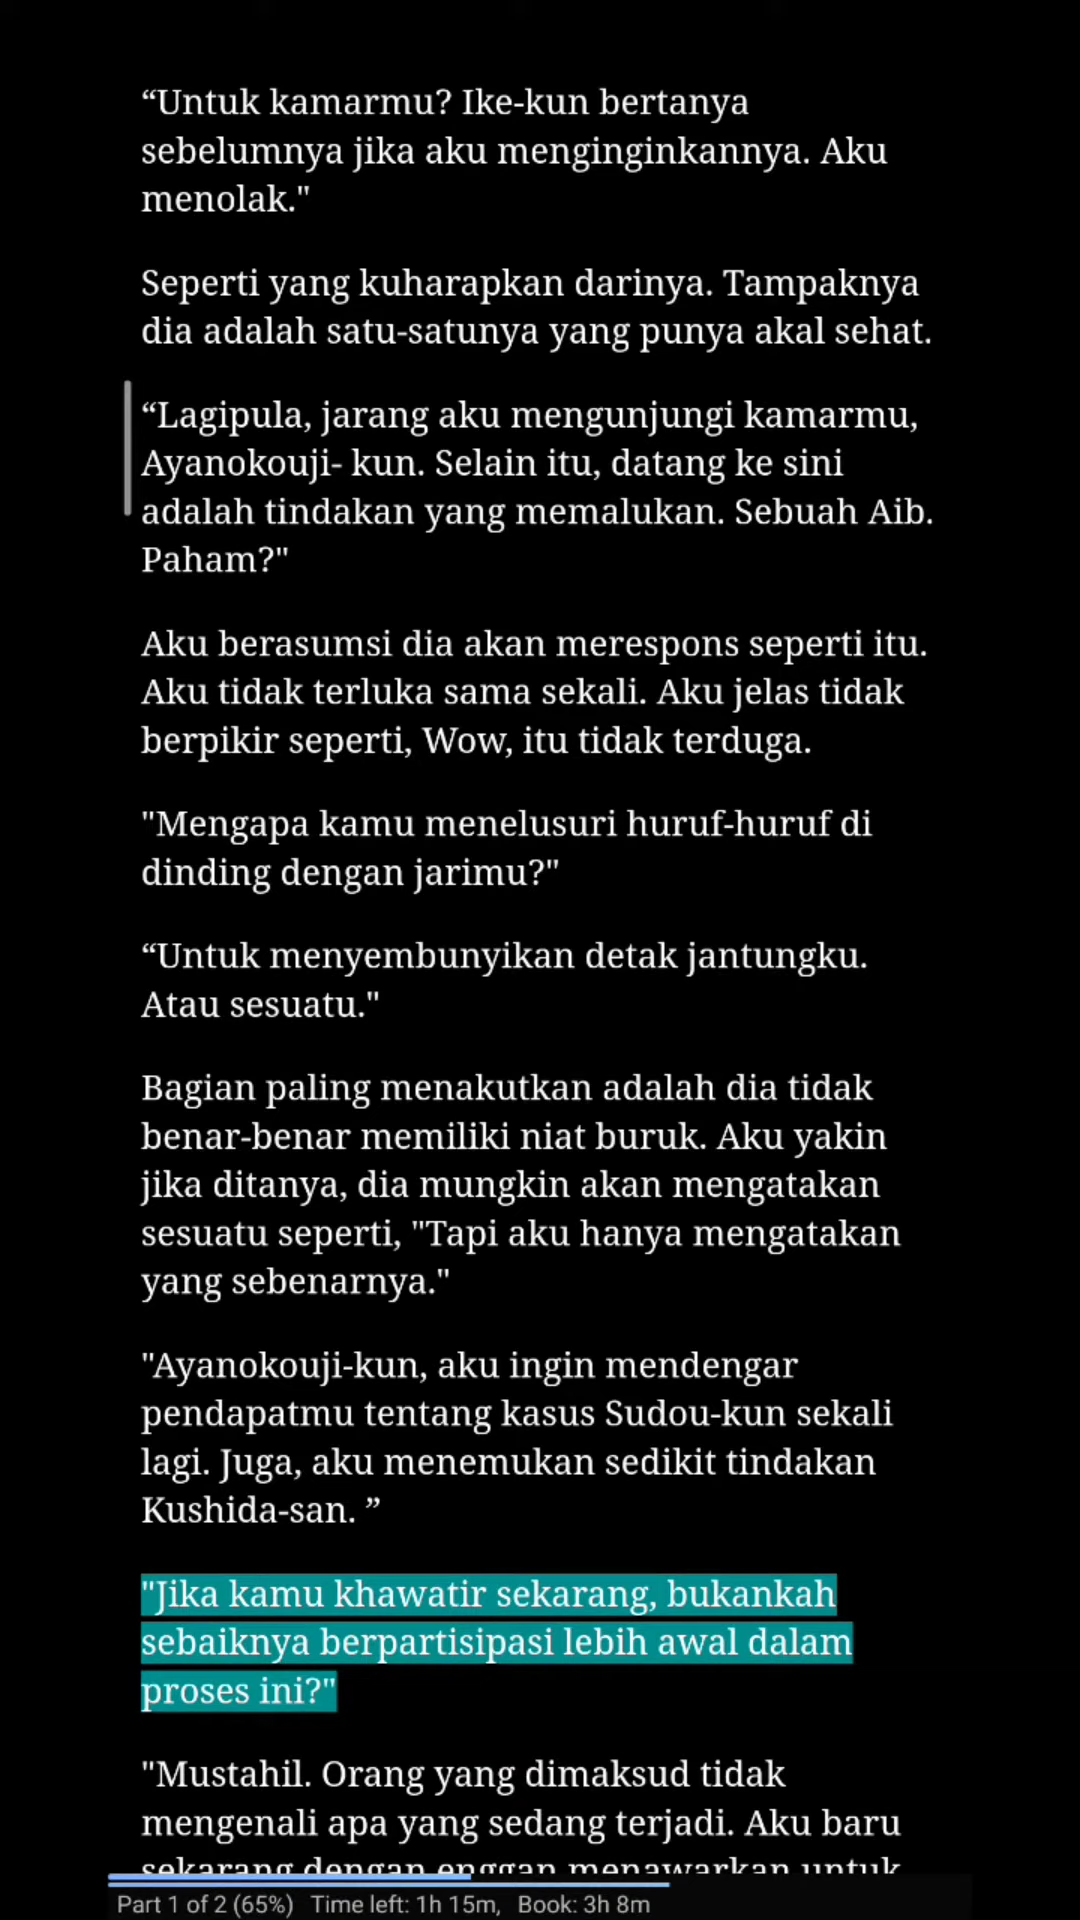 “Untuk kamarmu? Ike-kun bertanya
sebelumnya jika aku menginginkannya. Aku
menolak."
Seperti yang kuharapkan darinya. Tampaknya
dia adalah satu-satunya yang punya akal sehat.
“Lagipula, jarang aku mengunjungi kamarmu,
Ayanokouji- kun. Selain itu, datang ke sini
adalah tindakan yang memalukan. Sebuah Aib.
Paham?"
Aku berasumsi dia akan merespons seperti itu.
Aku tidak terluka sama sekali. Aku jelas tidak
berpikir seperti, Wow, itu tidak terduga.
"Mengapa kamu menelusuri huruf-huruf di
dinding dengan jarimu?"
“Untuk menyembunyikan detak jantungku.
Atau sesuatu."
Bagian paling menakutkan adalah dia tidak
benar-benar memiliki niat buruk. Aku yakin
jika ditanya, dia mungkin akan mengatakan
sesuatu seperti, "Tapi aku hanya mengatakan
yang sebenarnya."
"Ayanokouji-kun, aku ingin mendengar
pendapatmu tentang kasus Sudou-kun sekali
lagi. Juga, aku menemukan sedikit tindakan
Kushida-san. ”
"Jika kamu khawatir sekarang, bukankah
sebaiknya berpartisipasi lebih awal dalam
proses ini?"
"Mustahil. Orang yang dimaksud tidak
mengenali apa yang sedang terjadi. Aku baru
sekarang dengan enggan menawarkan untuk
Part 1 of 2 (65%) Time left: 1h 15m, Book: 3h 8m